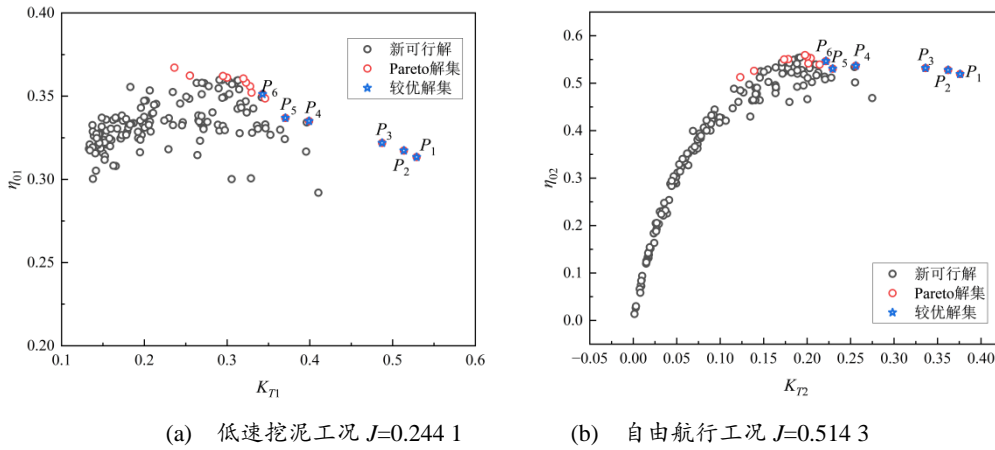 0.40
0.35
0.30
0.25
0.20
η01
0.1
0.2
0.3
0.4
0.5
0.6
KT1
新可行解
Pareto解集
较优解集
P6
P5
P4
P3
P2
P1
(a) 低速挖泥工况 J=0.244 1
0.6
0.5
0.4
0.3
0.2
0.1
0.0
η02
−0.05
0.00
0.05
0.10
0.15
0.20
0.25
0.30
0.35
0.40
KT2
P6
P5
P4
P3
P2
P1
新可行解
Pareto解集
较优解集
(b) 自由航行工况 J=0.514 3